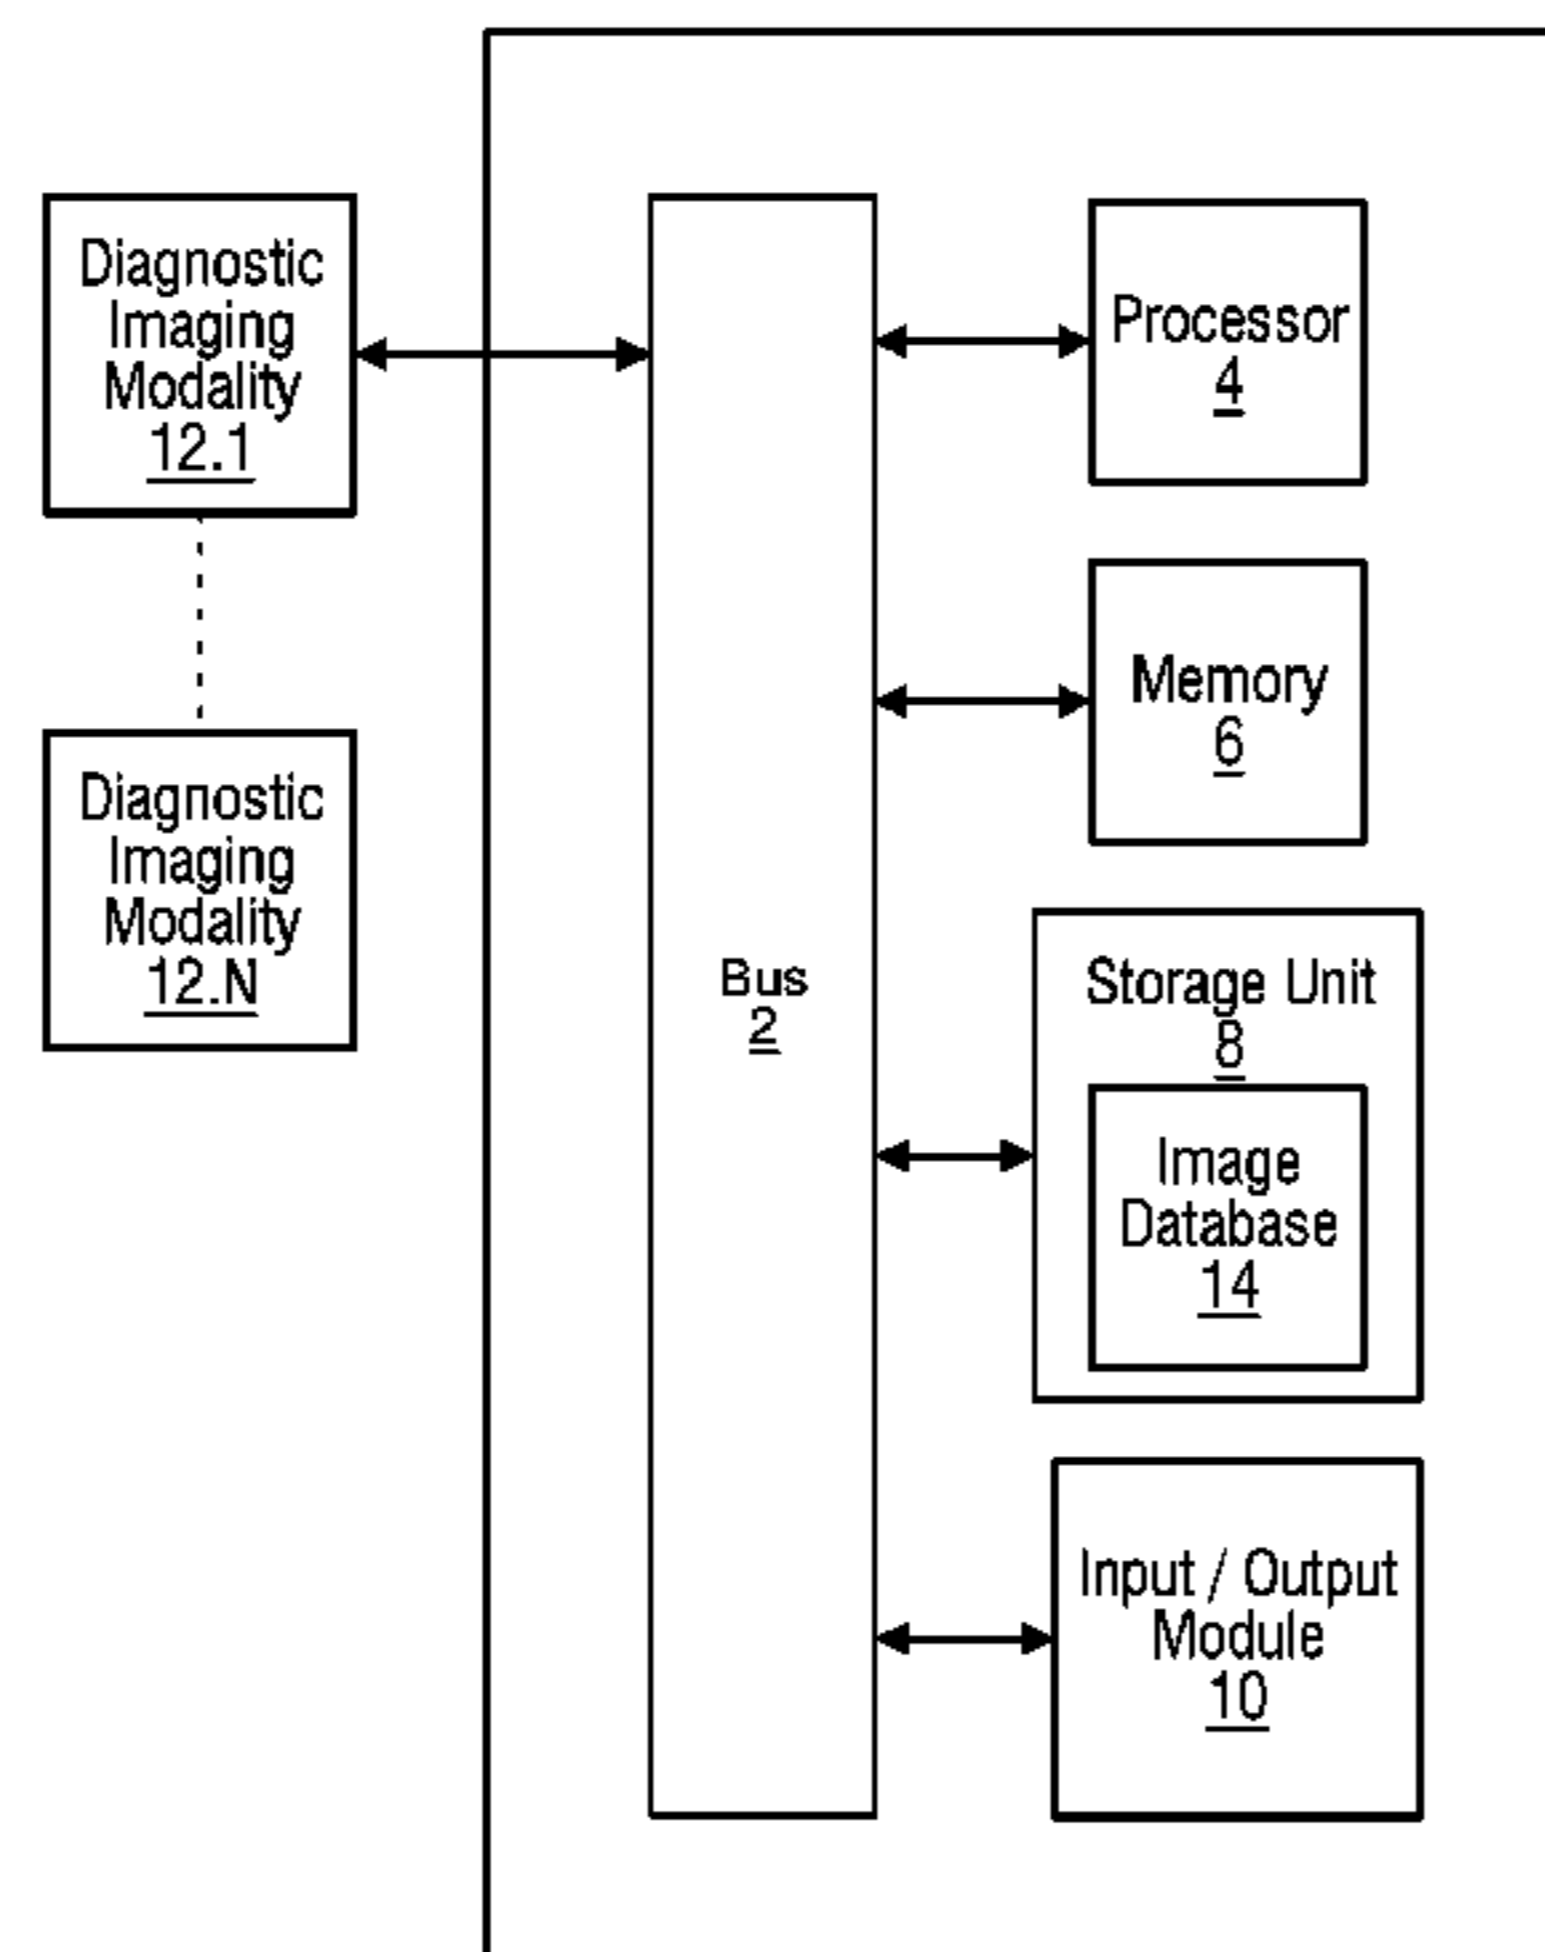 Diagnostic
Imaging
Modality
12.1
Diagnostic
Imaging
Modality
12.N
Bus
2
Processor
4
Memory
6
Storage Unit
8
Image
Database
14
Input / Output
Module
10